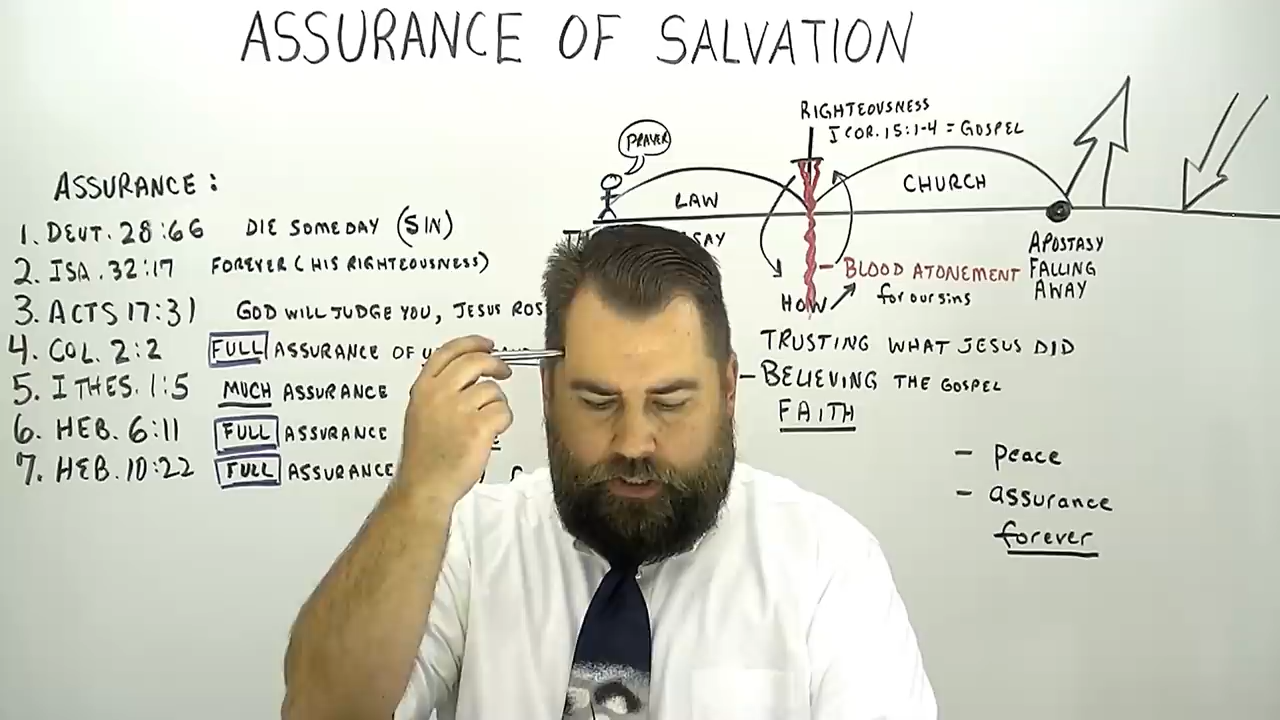 ASSURANCE OF SALVATION
ASSURANCE:
1. DEUT. 28:66 DIE SOMEDAY (SIN)
2. ISA. 32:17 FOREVER (HIS RIGHTEOUSNESS)
3. ACTS 17:31 GOD WILL JUDGE YOU, JESUS ROS
4. COL. 2:2 FULL ASSURANCE OF
5. I THES. 1:5 MUCH ASSURANCE
6. HEB. 6:11 FULL ASSURANCE
7. HEB. 10:22 FULL ASSURANCE
PRAYER
LAW
RIGHTEOUSNESS
I COR. 15:1-4 = GOSPEL
CHURCH
SAY
HOW
- BLOOD ATONEMENT
for our sins
APOSTASY
FALLING
AWAY
TRUSTING WHAT JESUS DID
- BELIEVING THE GOSPEL
FAITH
- peace
- assurance
forever